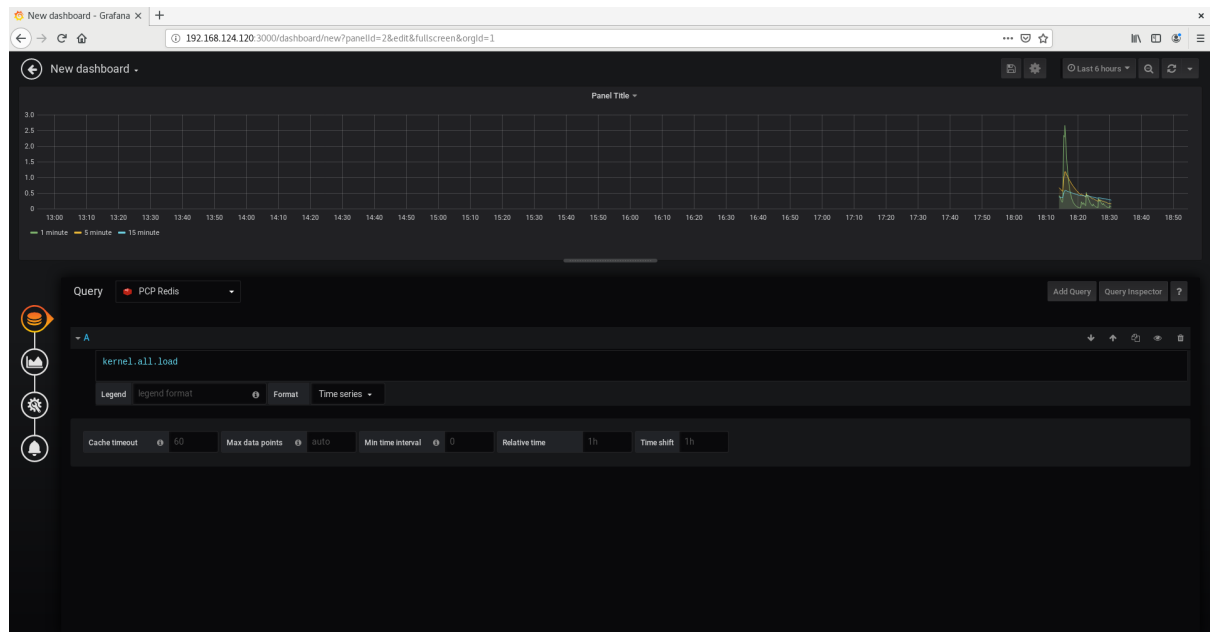 New dashboard - Grafana
192.168.124.120:3000/dashboard/new?panelId=2&edit&fullscreen&orgId=1
New dashboard
Last 6 hours
Panel Title
3.0
2.5
2.0
1.5
1.0
0.5
0
13:00 13:10 13:20 13:30 13:40 13:50 14:00 14:10 14:20 14:30 14:40 14:50 15:00 15:10 15:20 15:30 15:40 15:50 16:00 16:10 16:20 16:30 16:40 16:50 17:00 17:10 17:20 17:30 17:40 17:50 18:00 18:10 18:20 18:30 18:40 18:50
1 minute 5 minute 15 minute
Query PCP Redis Add Query Query Inspector ?
A
kernel.all.load
Legend legend format Format Time series
Cache timeout 60 Max data points auto Min time interval 0 Relative time 1h Time shift 1h